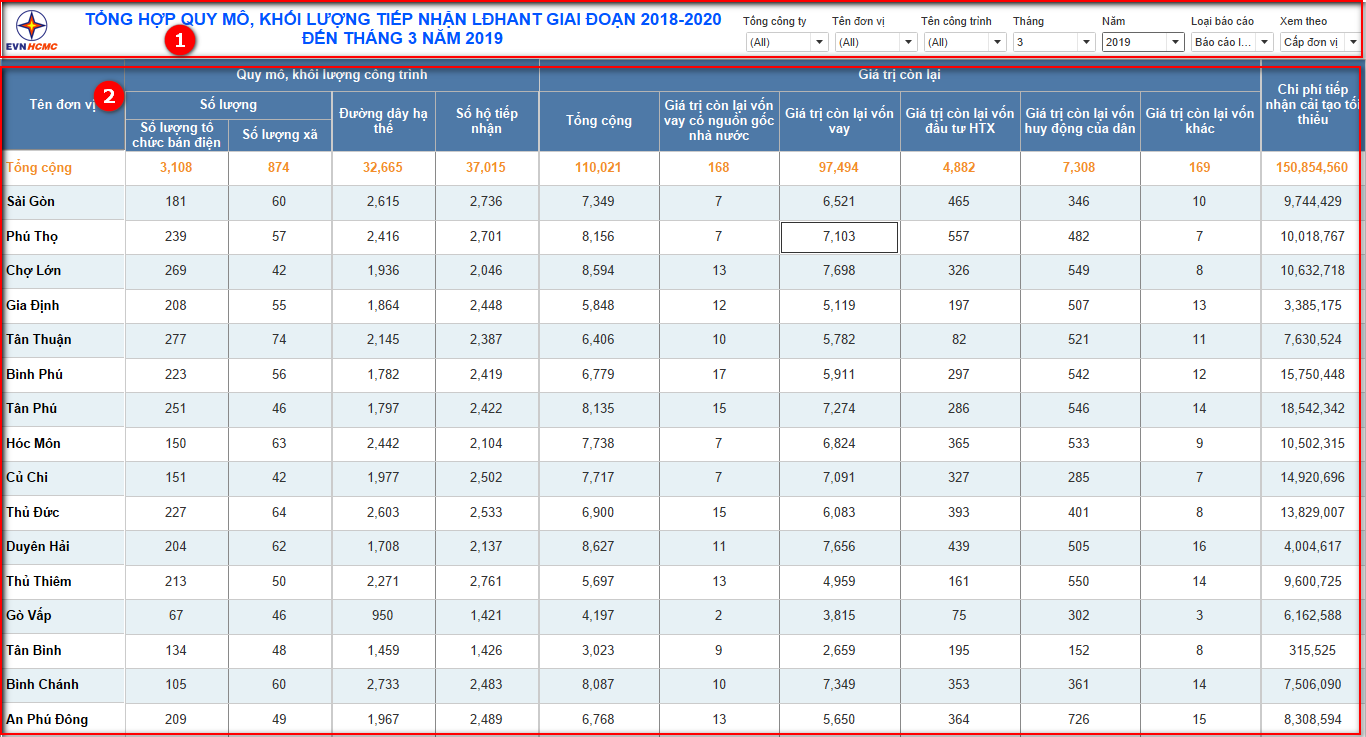 TỔNG HỢP QUY MÔ, KHỐI LƯỢNG TIẾP NHẬN LĐHANT GIAI ĐOẠN 2018-2020
ĐẾN THÁNG 3 NĂM 2019
EVNHCMC
1
Tổng công ty Tên đơn vị Tên công trình Tháng Năm Loại báo cáo Xem theo
(All) (All) (All) 3 2019 Báo cáo l... Cấp đơn vị
2
Tên đơn vị
Quy mô, khối lượng công trình Giá trị còn lại
Chi phí tiếp
nhận cải tạo tối
thiểu
Số lượng
Số lượng tổ
chức bán điện
Số lượng xã
Đường dây hạ
thế
Số hộ tiếp
nhận
Tổng cộng
Giá trị còn lại vốn
vay có nguồn gốc
nhà nước
Giá trị còn lại vốn
vay
Giá trị còn lại vốn
đầu tư HTX
Giá trị còn lại vốn
huy động của dân
Giá trị còn lại vốn
khác
Tổng cộng 3,108 874 32,665 37,015 110,021 168 97,494 4,882 7,308 169 150,854,560
Sài Gòn 181 60 2,615 2,736 7,349 7 6,521 465 346 10 9,744,429
Phú Thọ 239 57 2,416 2,701 8,156 7 7,103 557 482 7 10,018,767
Chợ Lớn 269 42 1,936 2,046 8,594 13 7,698 326 549 8 10,632,718
Gia Định 208 55 1,864 2,448 5,848 12 5,119 197 507 13 3,385,175
Tân Thuận 277 74 2,145 2,387 6,406 10 5,782 82 521 11 7,630,524
Bình Phú 223 56 1,782 2,419 6,779 17 5,911 297 542 12 15,750,448
Tân Phú 251 46 1,797 2,422 8,135 15 7,274 286 546 14 18,542,342
Hóc Môn 150 63 2,442 2,104 7,738 7 6,824 365 533 9 10,502,315
Củ Chi 151 42 1,977 2,502 7,717 7 7,091 327 285 7 14,920,696
Thủ Đức 227 64 2,603 2,533 6,900 15 6,083 393 401 8 13,829,007
Duyên Hải 204 62 1,708 2,137 8,627 11 7,656 439 505 16 4,004,617
Thủ Thiêm 213 50 2,271 2,761 5,697 13 4,959 161 550 14 9,600,725
Gò Vấp 67 46 950 1,421 4,197 2 3,815 75 302 3 6,162,588
Tân Bình 134 48 1,459 1,426 3,023 9 2,659 195 152 8 315,525
Bình Chánh 105 60 2,733 2,483 8,087 10 7,349 353 361 14 7,506,090
An Phú Đông 209 49 1,967 2,489 6,768 13 5,650 364 726 15 8,308,594